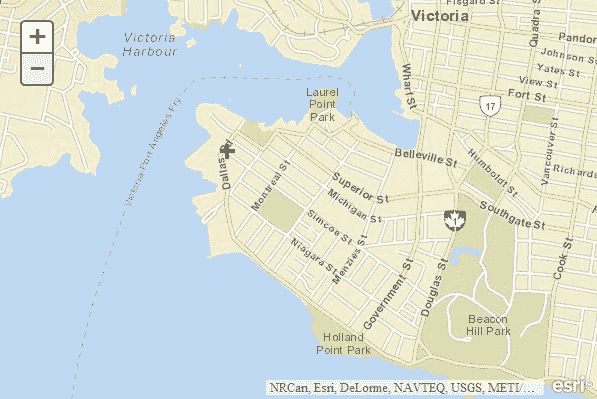 Fisgard St
Victoria
Quadra St
Pandor
Johnson St
Yates St
View St
Fort St
Victoria
Harbour
+
−
Wharf St
17
Laurel
Point
Park
Victoria-Port Angeles Fry
Vancouver St
Belleville St
Humboldt St
Richards
Dallas Rd
Montreal St
Superior St
Michigan St
Southgate St
1
Simcoe St
Niagara St
Menzies St
Cook St
Government St
Douglas St
Beacon
Hill Park
Holland
Point Park
NRCan, Esri, DeLorme, NAVTEQ, USGS, METI/...
esri